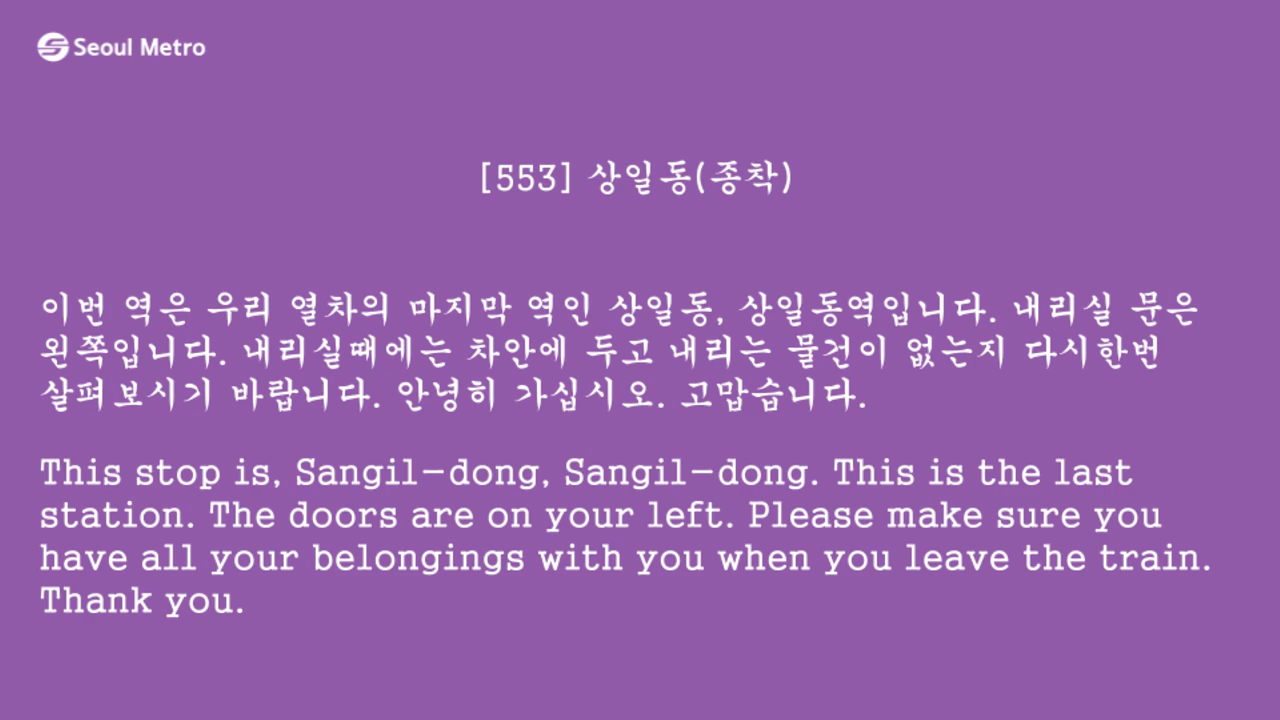 Seoul Metro
[553] 상일동(종착)
이번 역은 우리 열차의 마지막 역인 상일동, 상일동역입니다. 내리실 문은
왼쪽입니다. 내리실때에는 차안에 두고 내리는 물건이 없는지 다시한번
살펴보시기 바랍니다. 안녕히 가십시오. 고맙습니다.
This stop is, Sangil-dong, Sangil-dong. This is the last
station. The doors are on your left. Please make sure you
have all your belongings with you when you leave the train.
Thank you.